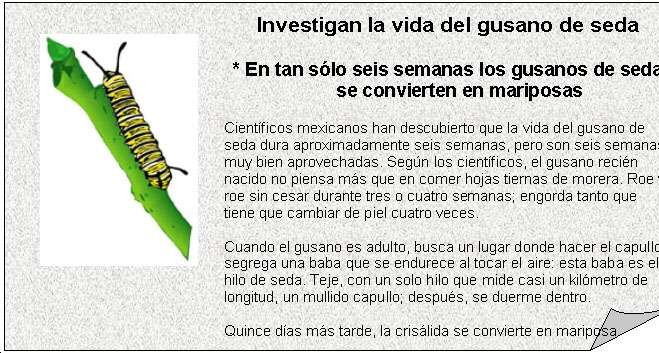 Investigan la vida del gusano de seda
* En tan sólo seis semanas los gusanos de seda
se convierten en mariposas
Científicos mexicanos han descubierto que la vida del gusano de
seda dura aproximadamente seis semanas, pero son seis semanas
muy bien aprovechadas. Según los científicos, el gusano recién
nacido no piensa más que en comer hojas tiernas de morera. Roe y
roe sin cesar durante tres o cuatro semanas; engorda tanto que
tiene que cambiar de piel cuatro veces.
Cuando el gusano es adulto, busca un lugar donde hacer el capullo
segrega una baba que se endurece al tocar el aire: esta baba es el
hilo de seda. Teje, con un solo hilo que mide casi un kilómetro de
longitud, un mullido capullo; después, se duerme dentro.
Quince días más tarde, la crisálida se convierte en mariposa